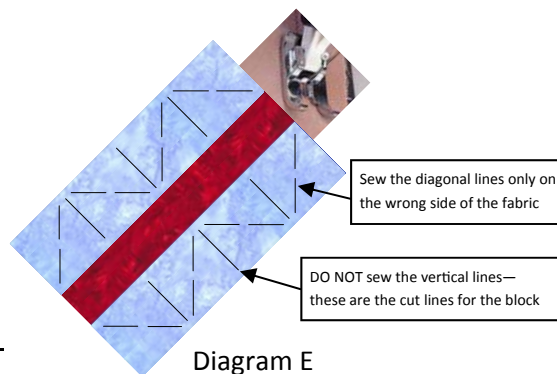 Sew the diagonal lines only on
the wrong side of the fabric
DO NOT sew the vertical lines—
these are the cut lines for the block
Diagram E